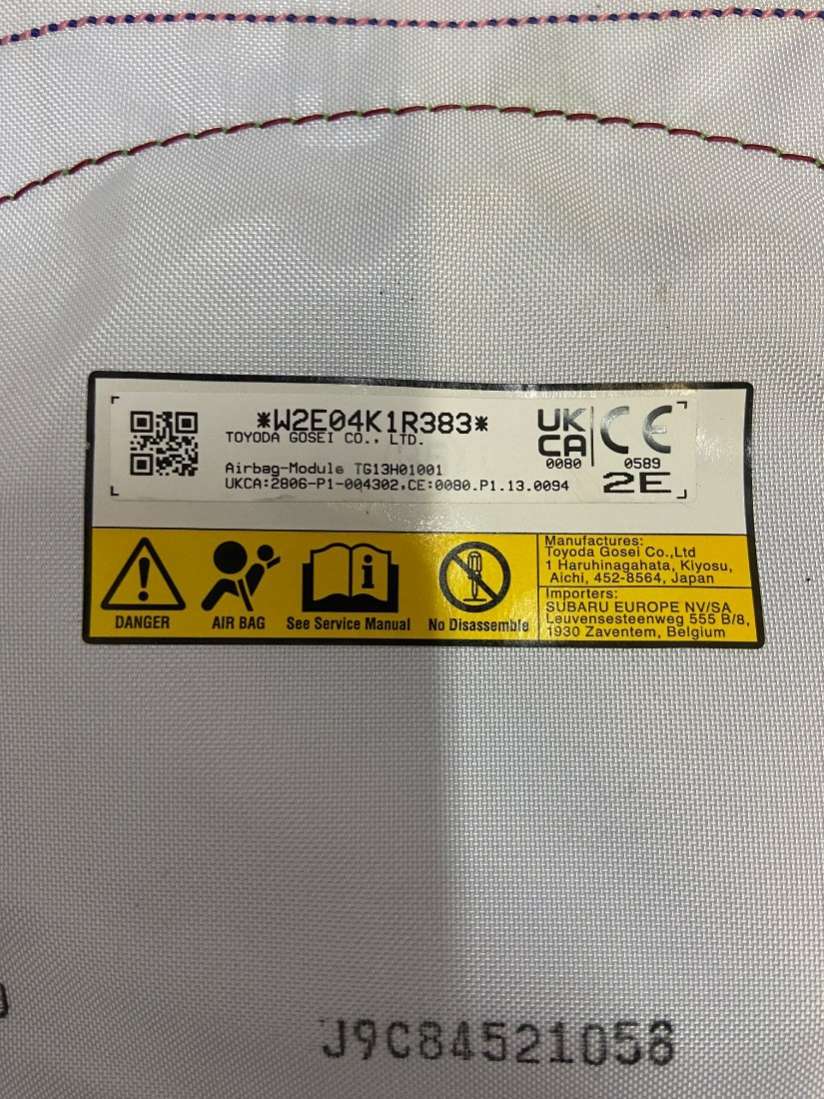 *W2E04K1R383*
TOYODA GOSEI CO., LTD.
Airbag-Module TG13H01001
UKCA:2806-P1-004302,CE:0080.P1.13.0094
UK
CA
0080
CE
0589
2E
DANGER
AIR BAG
See Service Manual
No Disassemble
Manufactures:
Toyoda Gosei Co.,Ltd
1 Haruhinagahata, Kiyosu,
Aichi, 452-8564, Japan
Importers:
SUBARU EUROPE NV/SA
Leuvensesteenweg 555 B/8,
1930 Zaventem, Belgium
J9C84521058